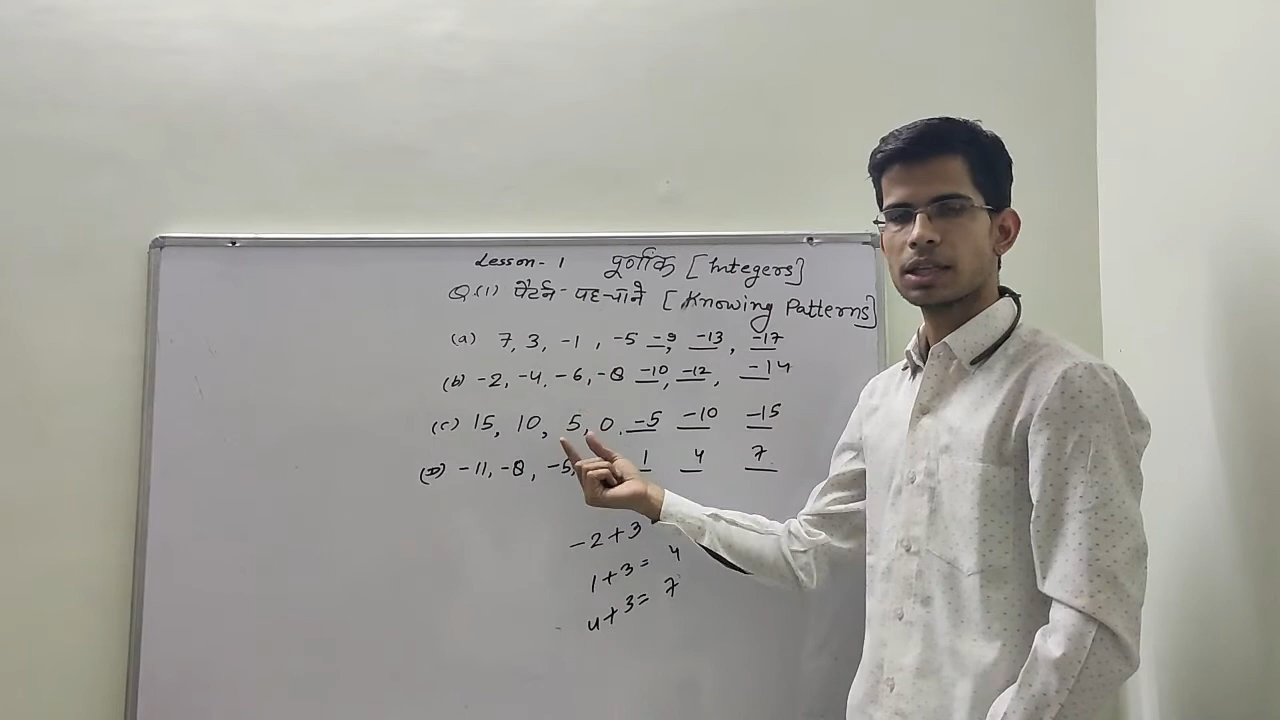 Lesson - 1 पूर्णांक [Integers]
Q.(1) पैटर्न - पहचाने [Knowing Patterns]
(a) 7, 3, -1, -5 -9, -13, -17
(b) -2, -4, -6, -8 -10, -12, -14
(c) 15, 10, 5, 0, -5 -10 -15
(D) -11, -8, -5, 1 4 7
-2+3
1+3= 4
4+3= 7